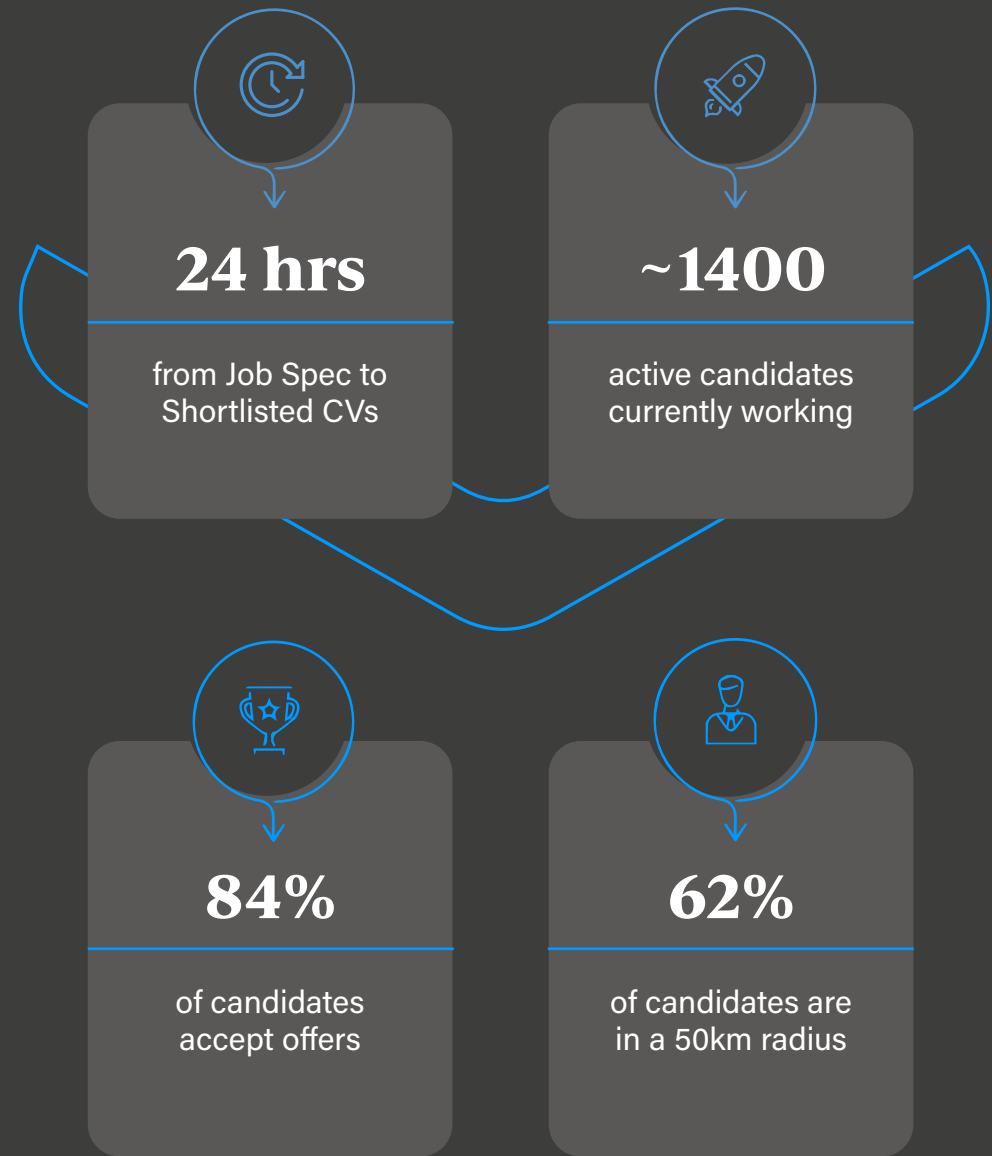 24 hrs
from Job Spec to
Shortlisted CVs
~1400
active candidates
currently working
84%
of candidates
accept offers
62%
of candidates are
in a 50km radius